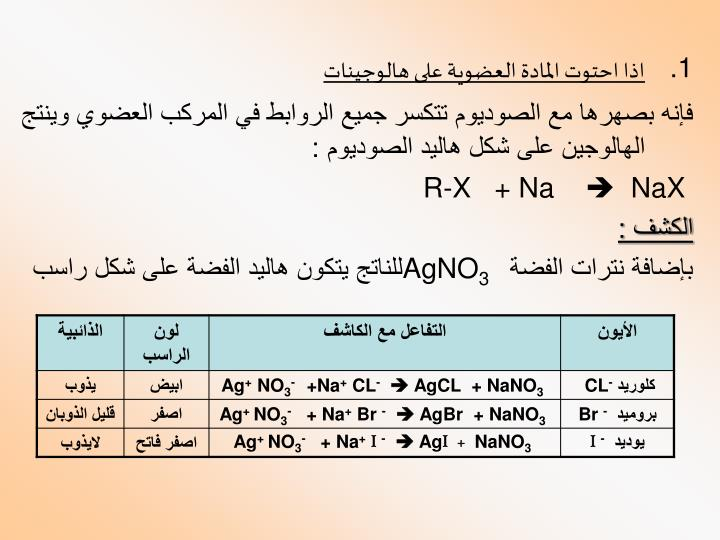 1. اذا احتوت المادة العضوية على هالوجينات
فإنه بصهرها مع الصوديوم تتكسر جميع الروابط في المركب العضوي وينتج
الهالوجين على شكل هاليد الصوديوم :
R-X + Na ➔ NaX
الكشف :
بإضافة نترات الفضة AgNO₃للناتج يتكون هاليد الفضة على شكل راسب
الأيون التفاعل مع الكاشف لون الراسب الذائبية
كلوريد CL⁻ Ag⁺ NO₃⁻ +Na⁺ CL⁻ ➔ AgCL + NaNO₃ ابيض يذوب
بروميد Br ⁻ Ag⁺ NO₃⁻ + Na⁺ Br ⁻ ➔ AgBr + NaNO₃ اصفر قليل الذوبان
يوديد I ⁻ Ag⁺ NO₃⁻ + Na⁺ I ⁻ ➔ AgI + NaNO₃ اصفر فاتح لايذوب